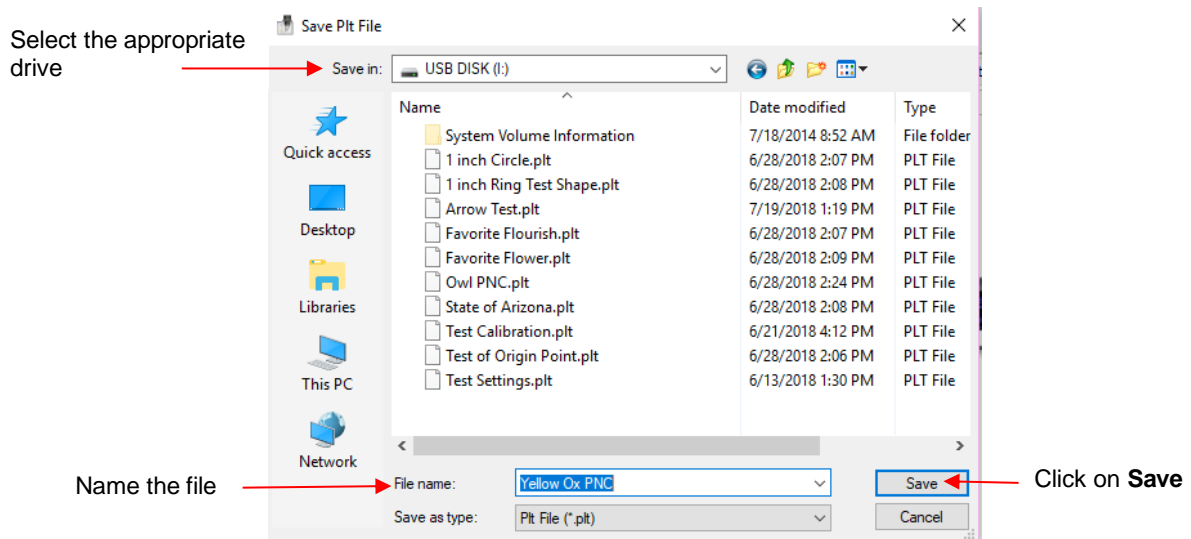 Save Plt File
Select the appropriate
drive
Save in: USB DISK (I:)
Name Date modified Type
System Volume Information 7/18/2014 8:52 AM File folder
1 inch Circle.plt 6/28/2018 2:07 PM PLT File
1 inch Ring Test Shape.plt 6/28/2018 2:08 PM PLT File
Arrow Test.plt 7/19/2018 1:19 PM PLT File
Favorite Flourish.plt 6/28/2018 2:07 PM PLT File
Favorite Flower.plt 6/28/2018 2:09 PM PLT File
Owl PNC.plt 6/28/2018 2:24 PM PLT File
State of Arizona.plt 6/28/2018 2:08 PM PLT File
Test Calibration.plt 6/21/2018 4:12 PM PLT File
Test of Origin Point.plt 6/28/2018 2:06 PM PLT File
Test Settings.plt 6/13/2018 1:30 PM PLT File
Quick access
Desktop
Libraries
This PC
Network
Name the file
File name: Yellow Ox PNC Save
Click on Save
Save as type: Plt File (*.plt) Cancel